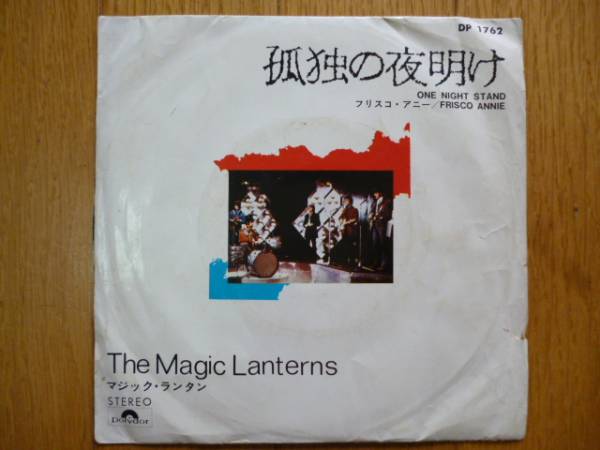 DP 1762
孤独の夜明け
ONE NIGHT STAND
フリスコ・アニー/FRISCO ANNIE
The Magic Lanterns
マジック・ランタン
STEREO
Polydor